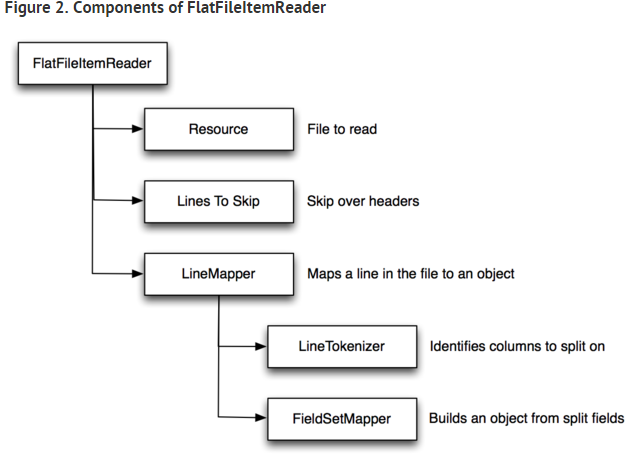 Figure 2. Components of FlatFileItemReader
FlatFileItemReader
Resource
File to read
Lines To Skip
Skip over headers
LineMapper
Maps a line in the file to an object
LineTokenizer
Identifies columns to split on
FieldSetMapper
Builds an object from split fields